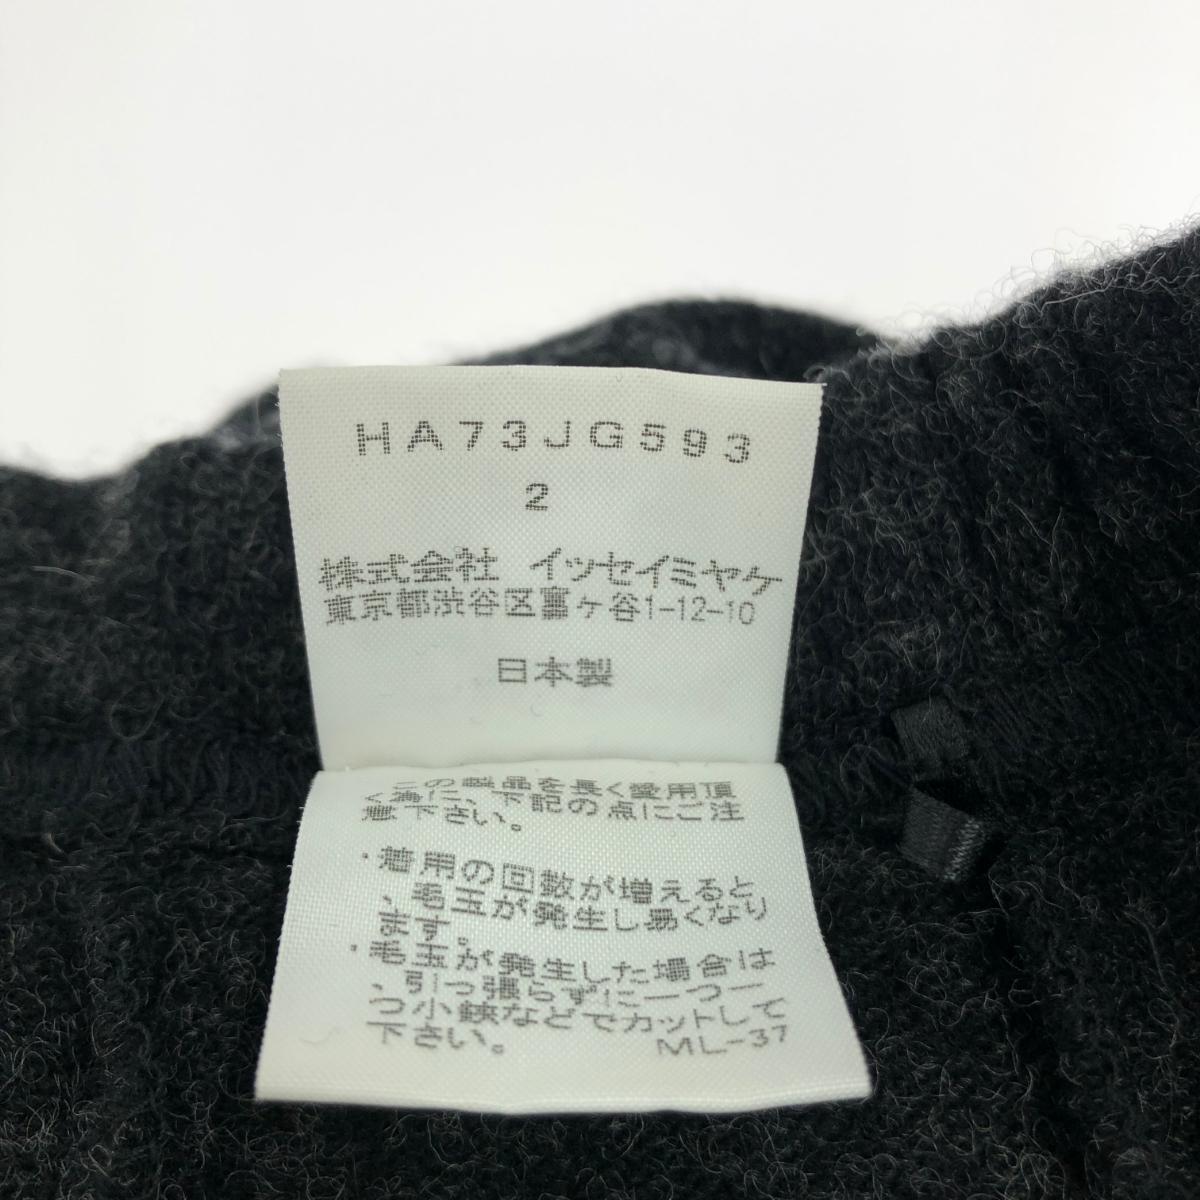 HA73JG593
2
株式会社 イッセイミヤケ
東京都渋谷区富ヶ谷1-12-10
日本製
この製品を長く愛用頂
く為に、下記の点にご注
意下さい。
・着用の回数が増えると
、毛玉が発生し易くなり
ます。
・毛玉が発生した場合は
、引っ張らずに一つ一
つ小鋏などでカットして
下さい。
ML-37